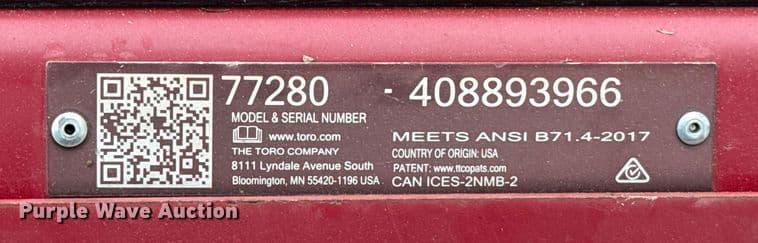 77280 - 408893966
MODEL & SERIAL NUMBER
www.toro.com
THE TORO COMPANY
8111 Lyndale Avenue South
Bloomington, MN 55420-1196 USA
MEETS ANSI B71.4-2017
COUNTRY OF ORIGIN: USA
PATENT: www.ttcopats.com
CAN ICES-2NMB-2
Purple Wave Auction